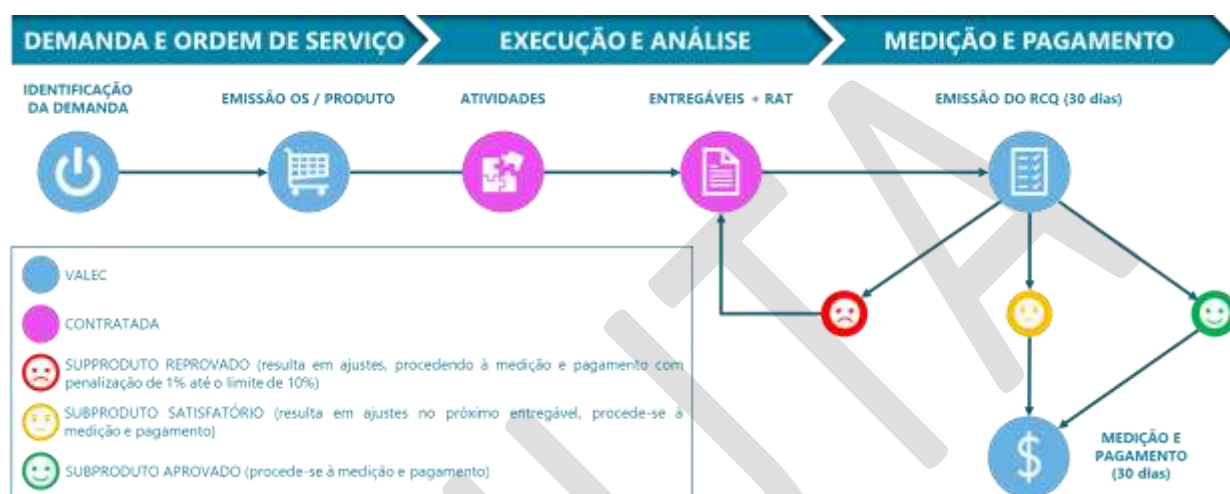 DEMANDA E ORDEM DE SERVIÇO
EXECUÇÃO E ANÁLISE
MEDIÇÃO E PAGAMENTO
IDENTIFICAÇÃO
DA DEMANDA
EMISSÃO OS / PRODUTO
ATIVIDADES
ENTREGÁVEIS + RAT
EMISSÃO DO RCQ (30 dias)
VALEC
CONTRATADA
SUPPRODUTO REPROVADO (resulta em ajustes, procedendo à medição e pagamento com
penalização de 1% até o limite de 10%)
SUBPRODUTO SATISFATÓRIO (resulta em ajustes no próximo entregável, procede-se à
medição e pagamento)
SUBPRODUTO APROVADO (procede-se à medição e pagamento)
$
MEDIÇÃO E
PAGAMENTO
(30 dias)
UTA